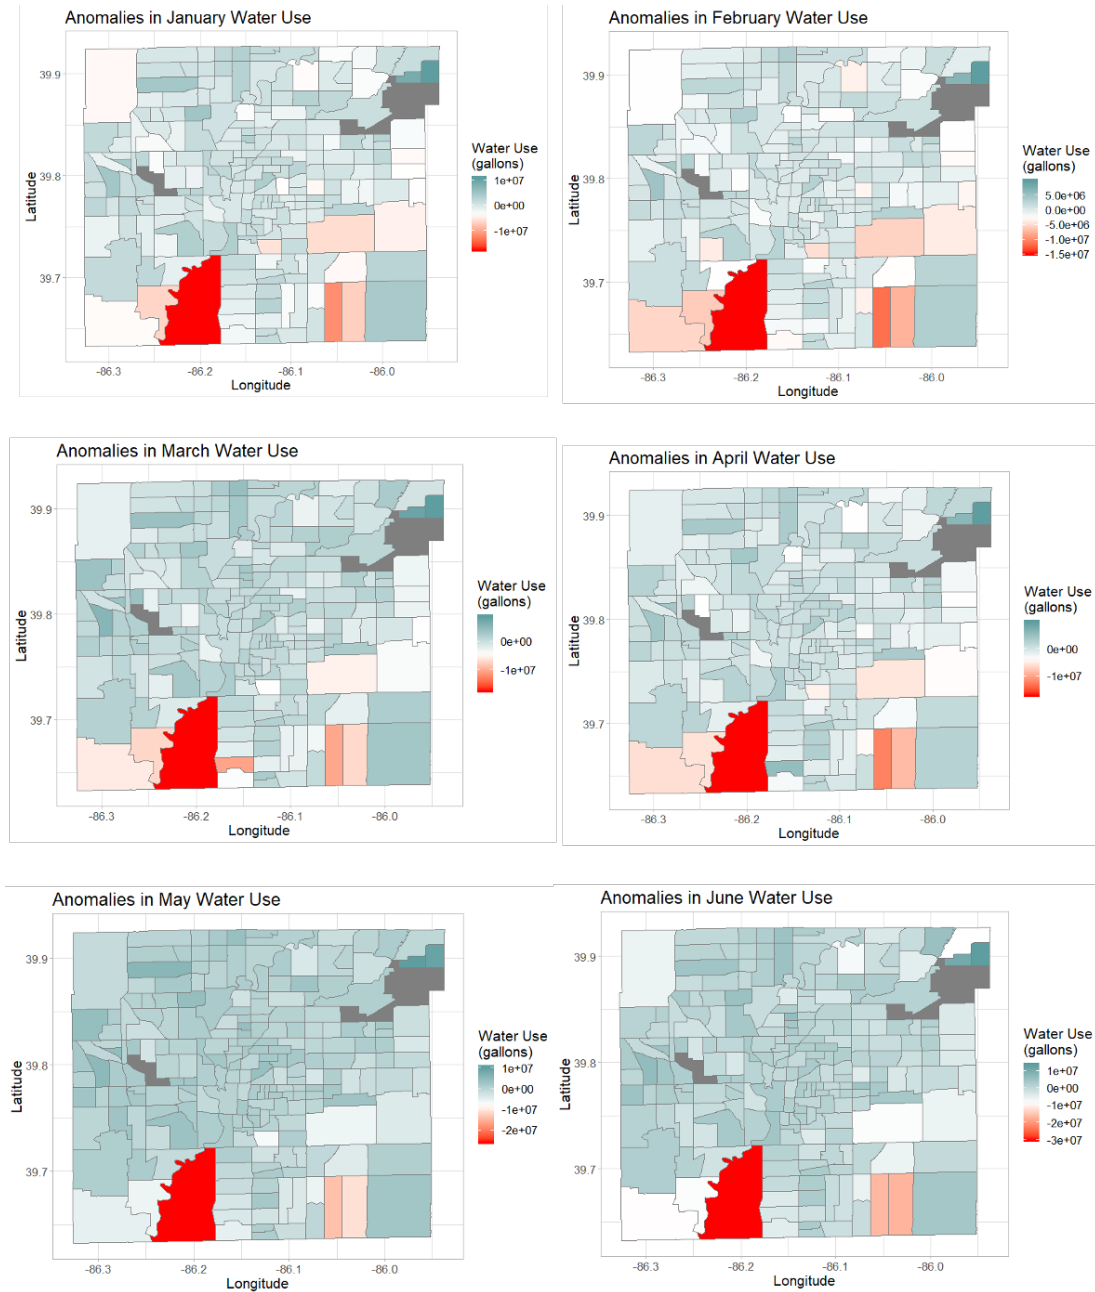 Anomalies in January Water Use
39.9
39.8
39.7
Latitude
-86.3
-86.2
-86.1
-86.0
Longitude
Water Use
(gallons)
1e+07
0e+00
-1e+07
Anomalies in February Water Use
39.9
39.8
39.7
Latitude
-86.3
-86.2
-86.1
-86.0
Longitude
Water Use
(gallons)
5.0e+06
0.0e+00
-5.0e+06
-1.0e+07
-1.5e+07
Anomalies in March Water Use
39.9
39.8
39.7
Latitude
-86.3
-86.2
-86.1
-86.0
Longitude
Water Use
(gallons)
0e+00
-1e+07
Anomalies in April Water Use
39.9
39.8
39.7
Latitude
-86.3
-86.2
-86.1
-86.0
Longitude
Water Use
(gallons)
0e+00
-1e+07
Anomalies in May Water Use
39.9
39.8
39.7
Latitude
-86.3
-86.2
-86.1
-86.0
Longitude
Water Use
(gallons)
1e+07
0e+00
-1e+07
-2e+07
Anomalies in June Water Use
39.9
39.8
39.7
Latitude
-86.3
-86.2
-86.1
-86.0
Longitude
Water Use
(gallons)
1e+07
0e+00
-1e+07
-2e+07
-3e+07